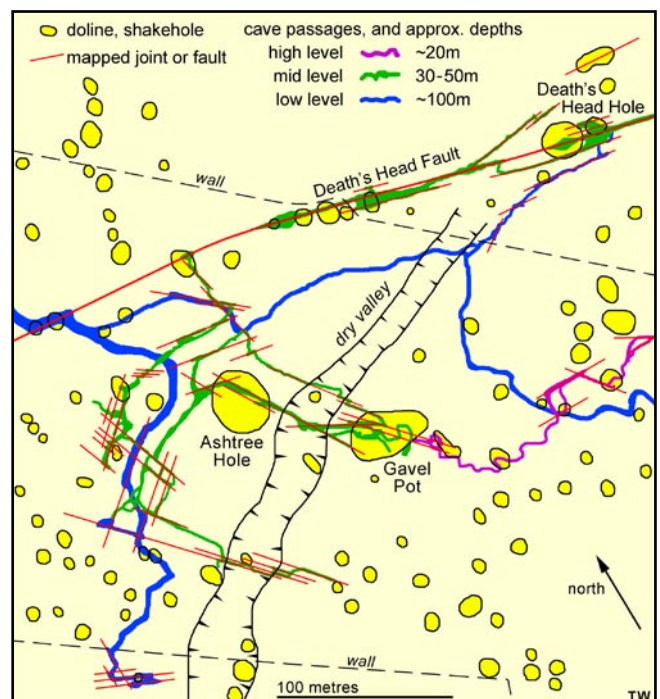 doline, shakehole
mapped joint or fault
cave passages, and approx. depths
high level ~20m
mid level 30-50m
low level ~100m
Death's
Head Hole
wall
Death's Head Fault
dry valley
Ashtree
Hole
Gavel
Pot
north
wall
100 metres
TW